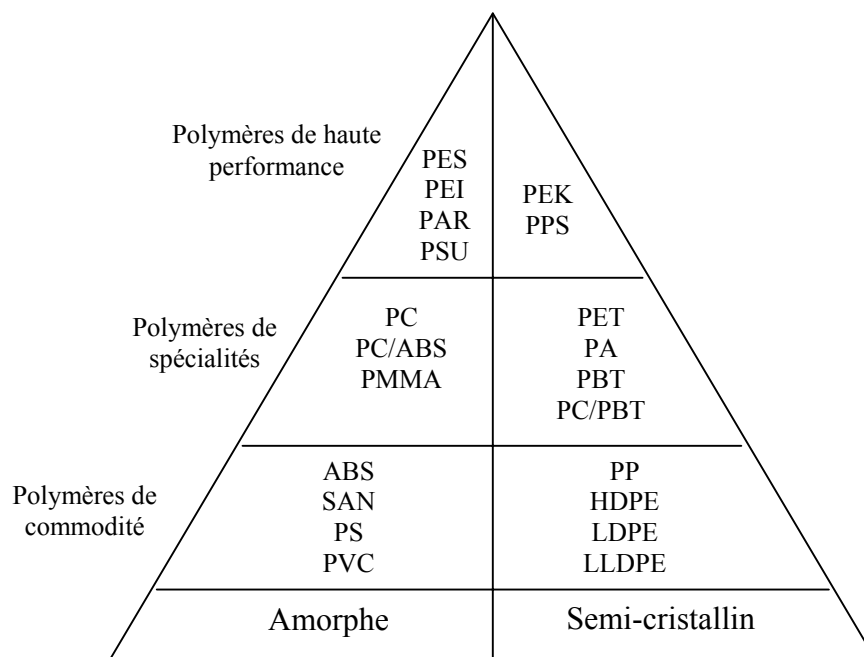 Polymères de haute
performance
PES
PEI
PAR
PSU
PEK
PPS
Polymères de
spécialités
PC
PC/ABS
PMMA
PET
PA
PBT
PC/PBT
Polymères de
commodité
ABS
SAN
PS
PVC
PP
HDPE
LDPE
LLDPE
Amorphe
Semi-cristallin